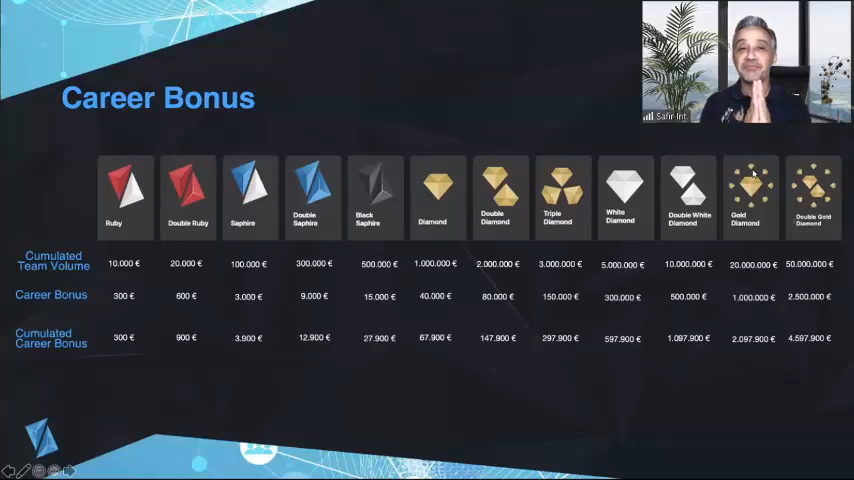 Career Bonus
Safir Int.
Ruby
Double Ruby
Saphire
Double
Saphire
Black
Saphire
Diamond
Double
Diamond
Triple
Diamond
White
Diamond
Double White
Diamond
Gold
Diamond
Double Gold
Diamond
Cumulated
Team Volume 10.000 € 20.000 € 100.000 € 300.000 € 500.000 € 1.000.000 € 2.000.000 € 3.000.000 € 5.000.000 € 10.000.000 € 20.000.000 € 50.000.000 €
Career Bonus 300 € 600 € 3.000 € 9.000 € 15.000 € 40.000 € 80.000 € 150.000 € 300.000 € 500.000 € 1.000.000 € 2.500.000 €
Cumulated
Career Bonus 300 € 900 € 3.900 € 12.900 € 27.900 € 67.900 € 147.900 € 297.900 € 597.900 € 1.097.900 € 2.097.900 € 4.597.900 €